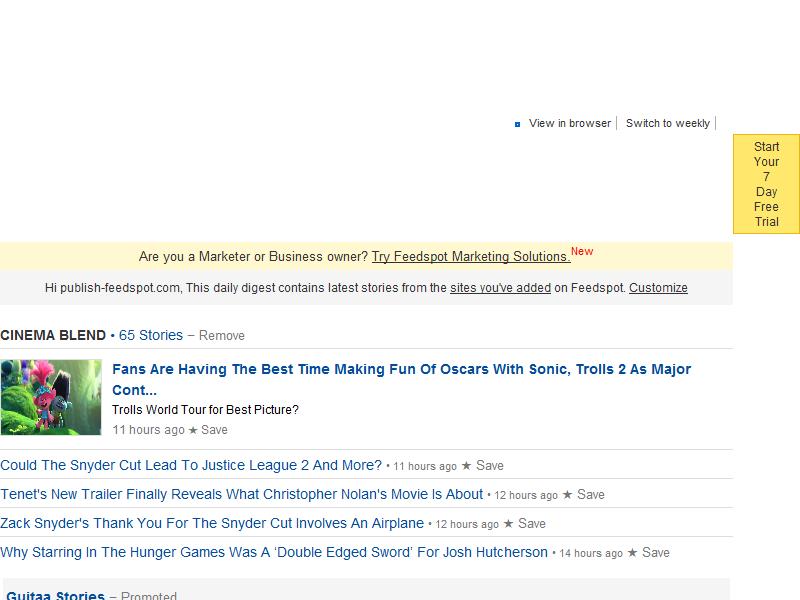 View in browser Switch to weekly
Start
Your
7
Day
Free
Trial
Are you a Marketer or Business owner? Try Feedspot Marketing Solutions. New
Hi publish-feedspot.com, This daily digest contains latest stories from the sites you've added on Feedspot. Customize
CINEMA BLEND • 65 Stories – Remove
Fans Are Having The Best Time Making Fun Of Oscars With Sonic, Trolls 2 As Major
Cont...
Trolls World Tour for Best Picture?
11 hours ago ★ Save
Could The Snyder Cut Lead To Justice League 2 And More? • 11 hours ago ★ Save
Tenet's New Trailer Finally Reveals What Christopher Nolan's Movie Is About • 12 hours ago ★ Save
Zack Snyder's Thank You For The Snyder Cut Involves An Airplane • 12 hours ago ★ Save
Why Starring In The Hunger Games Was A ‘Double Edged Sword’ For Josh Hutcherson • 14 hours ago ★ Save
Guitaa Stories – Promoted